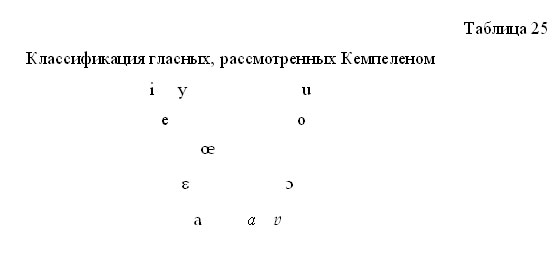 Таблица 25
Классификация гласных, рассмотренных Кемпеленом
i y u
e o
œ
ε ɔ
a a v